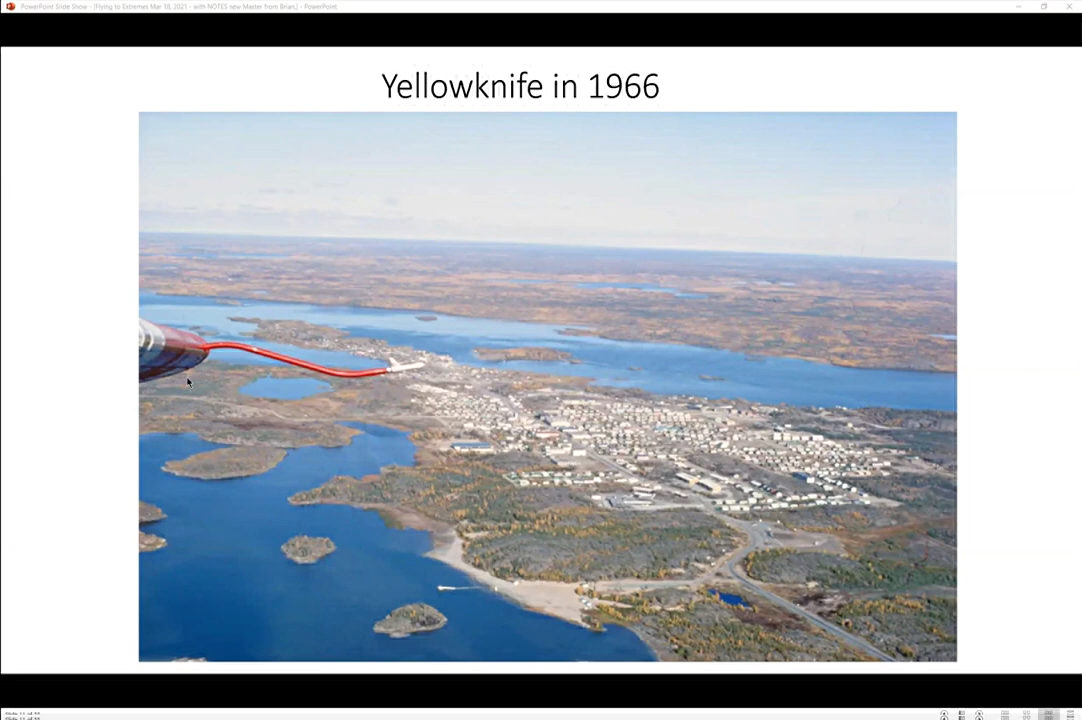 PowerPoint Slide Show - [Flying to Extremes Mar 18, 2021 - with NOTES new Master from Brian.] - PowerPoint
Yellowknife in 1966